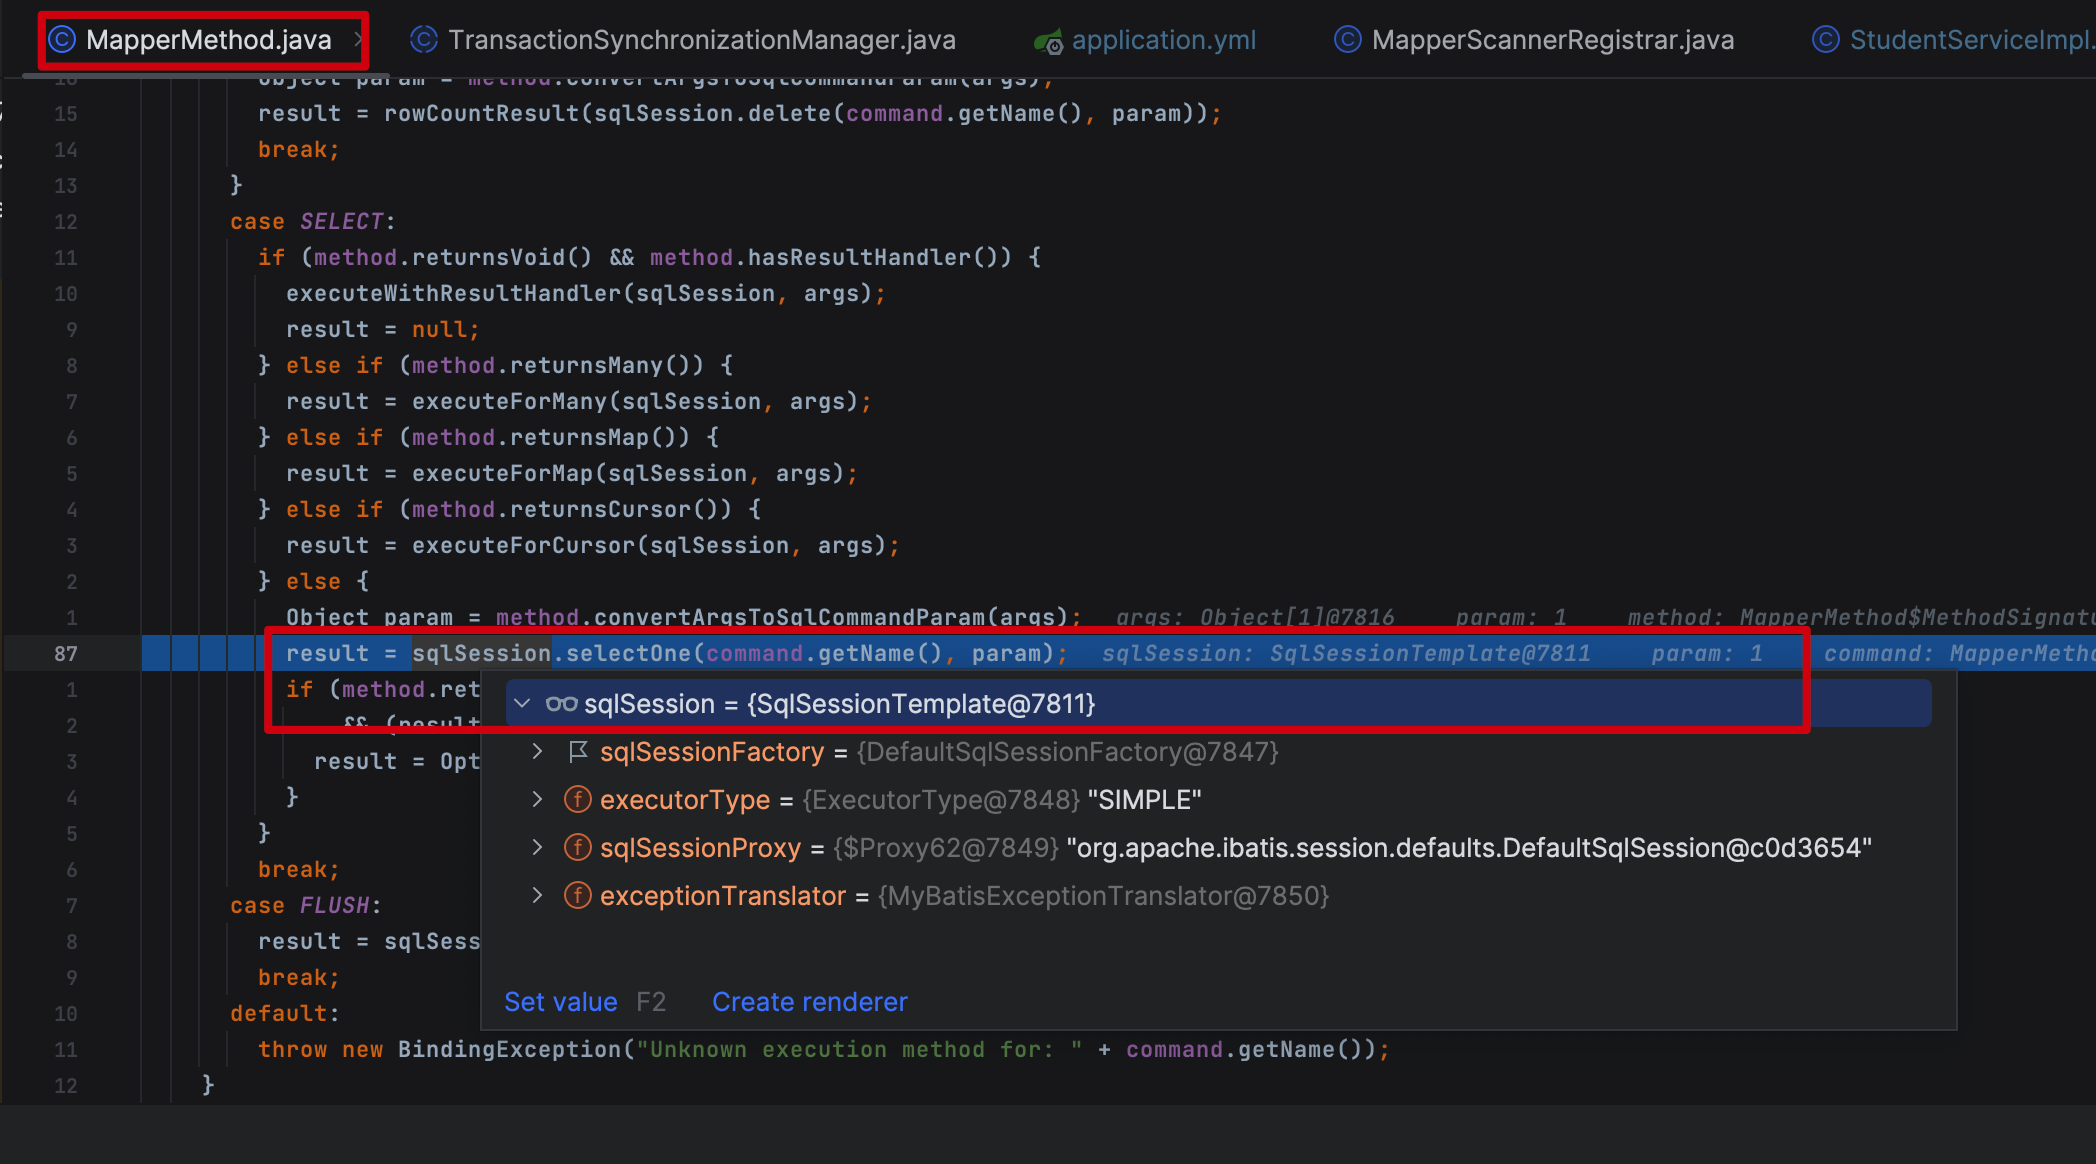 MapperMethod.java TransactionSynchronizationManager.java application.yml MapperScannerRegistrar.java StudentServiceImpl.
16 Object param = method.convertArgsToSqlCommandParam(args);
15 result = rowCountResult(sqlSession.delete(command.getName(), param));
14 break;
13 }
12 case SELECT:
11 if (method.returnsVoid() && method.hasResultHandler()) {
10 executeWithResultHandler(sqlSession, args);
9 result = null;
8 } else if (method.returnsMany()) {
7 result = executeForMany(sqlSession, args);
6 } else if (method.returnsMap()) {
5 result = executeForMap(sqlSession, args);
4 } else if (method.returnsCursor()) {
3 result = executeForCursor(sqlSession, args);
2 } else {
1 Object param = method.convertArgsToSqlCommandParam(args); args: Object[1]@7816 param: 1 method: MapperMethod$MethodSignatu
87 result = sqlSession.selectOne(command.getName(), param); sqlSession: SqlSessionTemplate@7811 param: 1 command: MapperMetho
1 if (method.ret
sqlSession = {SqlSessionTemplate@7811}
2 && (result
sqlSessionFactory = {DefaultSqlSessionFactory@7847}
3 result = Opt
4 }
executorType = {ExecutorType@7848} "SIMPLE"
5 }
sqlSessionProxy = {$Proxy62@7849} "org.apache.ibatis.session.defaults.DefaultSqlSession@c0d3654"
6 break;
exceptionTranslator = {MyBatisExceptionTranslator@7850}
7 case FLUSH:
8 result = sqlSess
9 break;
Set value F2 Create renderer
10 default:
11 throw new BindingException("Unknown execution method for: " + command.getName());
12 }